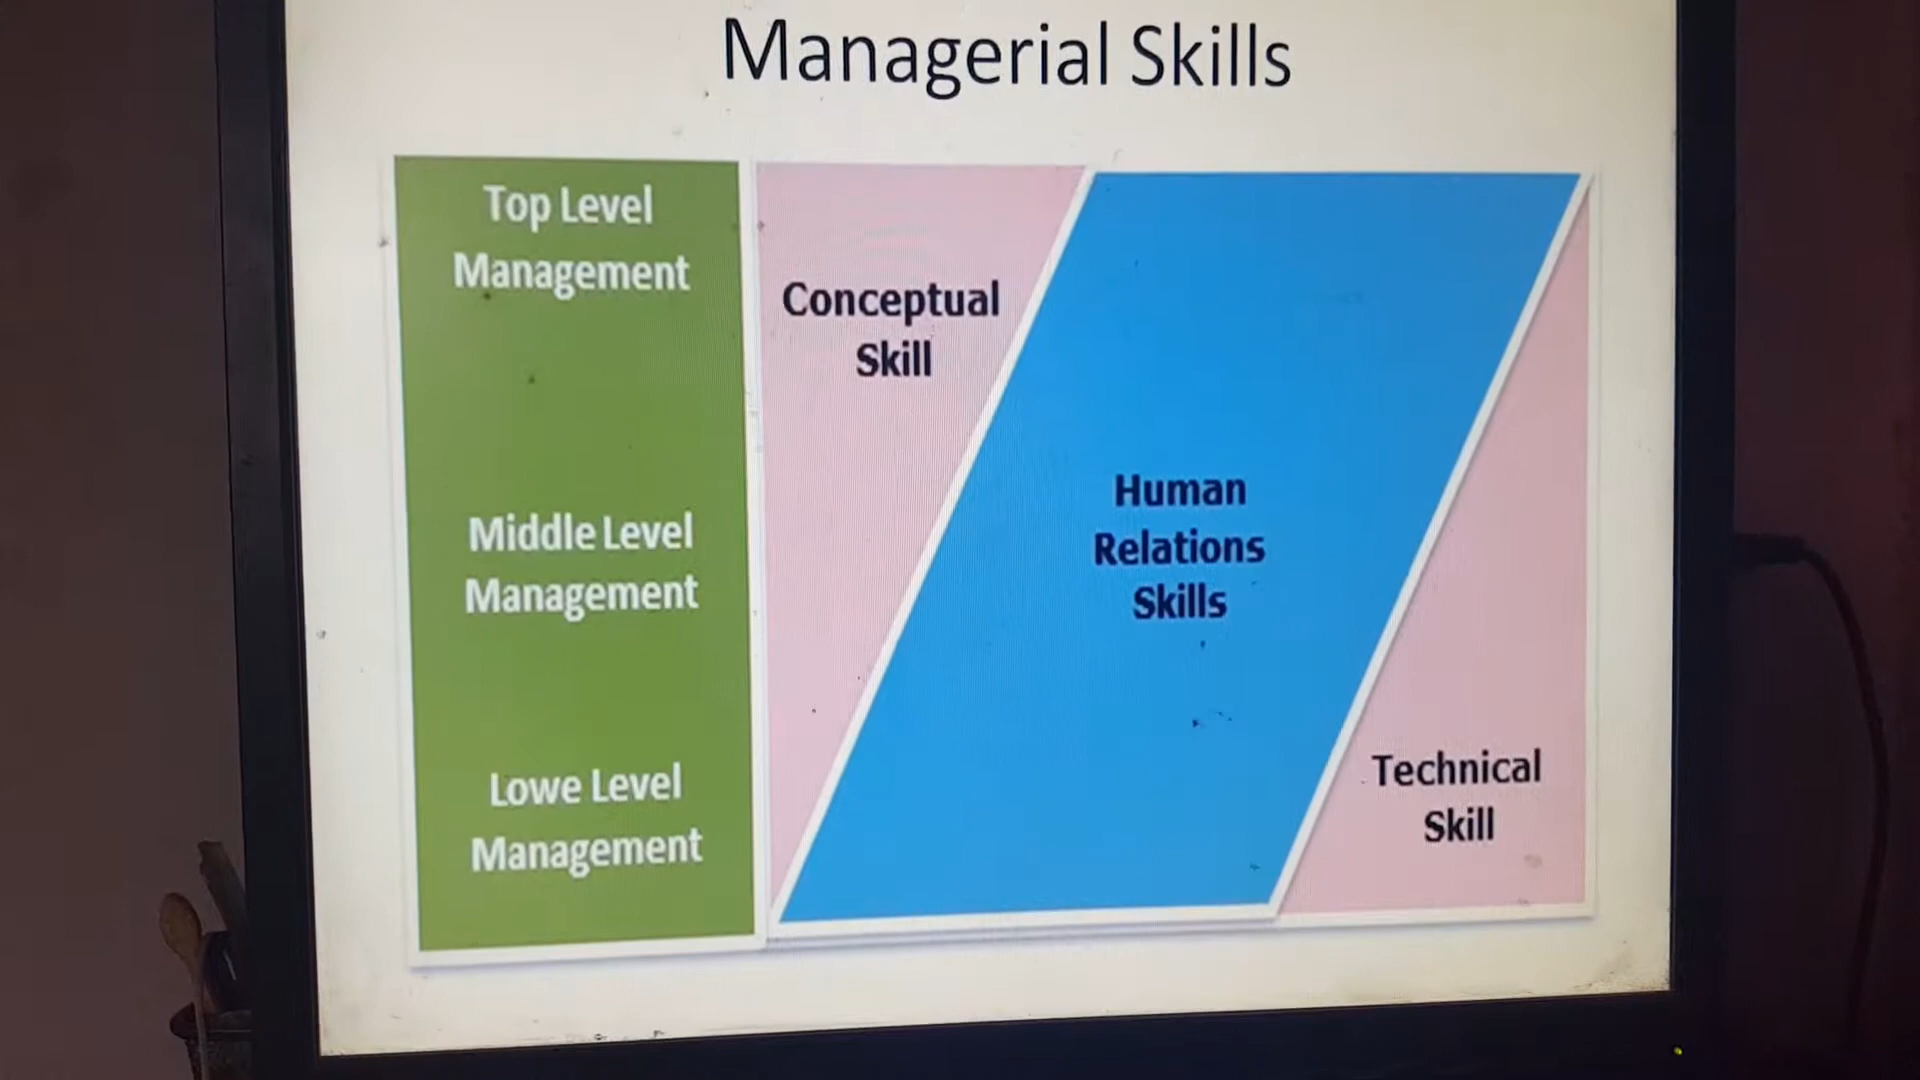 Managerial Skills
Top Level
Management
Conceptual
Skill
Human
Relations
Skills
Middle Level
Management
Lowe Level
Management
Technical
Skill